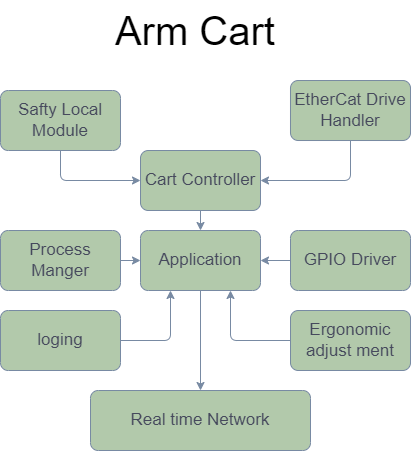 Arm Cart
Safty Local
Module
EtherCat Drive
Handler
Cart Controller
Process
Manger
Application
GPIO Driver
loging
Ergonomic
adjust ment
Real time Network